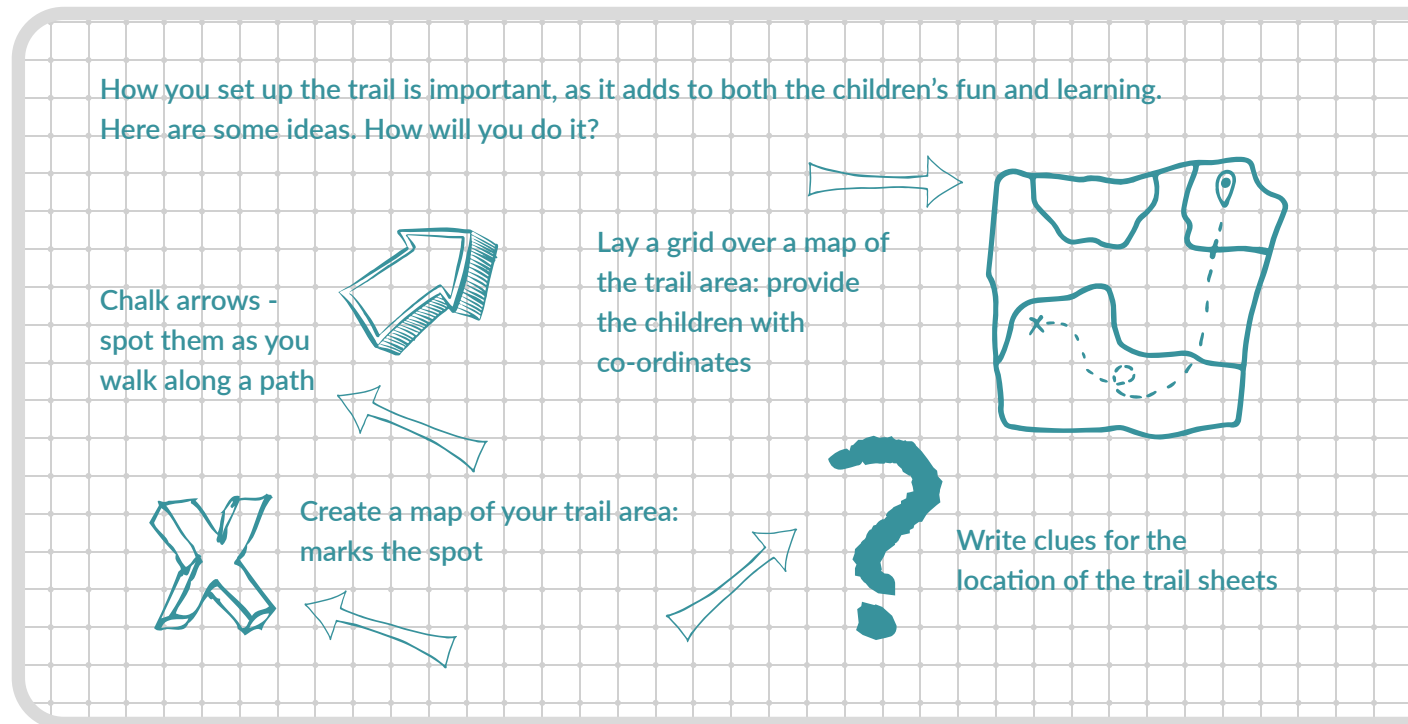 How you set up the trail is important, as it adds to both the children’s fun and learning.
Here are some ideas. How will you do it?
Chalk arrows -
spot them as you
walk along a path
Lay a grid over a map of
the trail area: provide
the children with
co-ordinates
X
Create a map of your trail area:
marks the spot
?
Write clues for the
location of the trail sheets